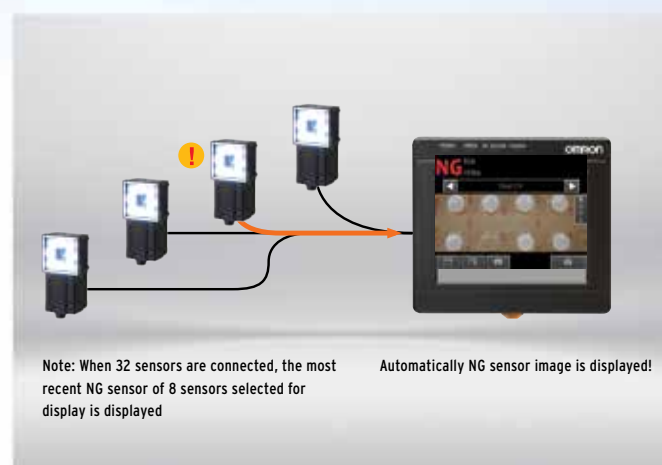 !
OMRON
NG
Note: When 32 sensors are connected, the most
recent NG sensor of 8 sensors selected for
display is displayed
Automatically NG sensor image is displayed!